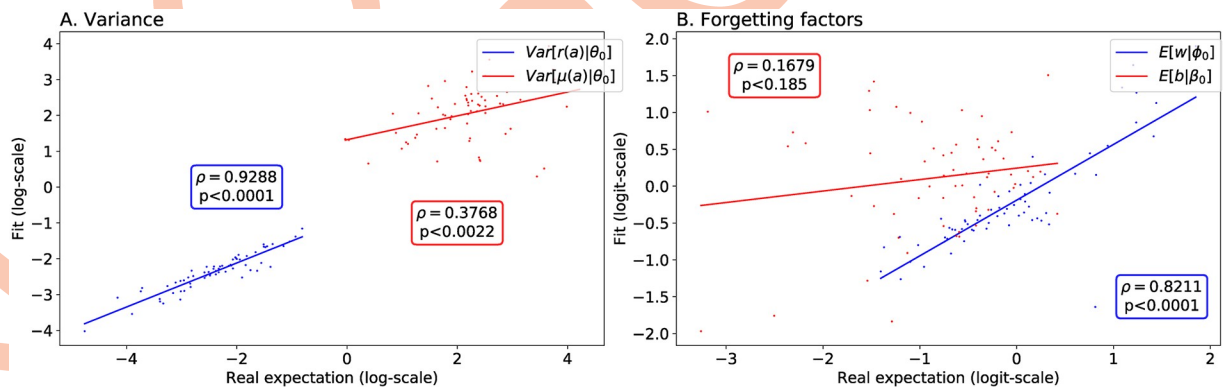 A. Variance
Var[r(a)|θ₀]
Var[μ(a)|θ₀]
ρ = 0.9288
p<0.0001
ρ = 0.3768
p<0.0022
Fit (log-scale)
4
3
2
1
0
−1
−2
−3
−4
−4 −2 0 2 4
Real expectation (log-scale)
B. Forgetting factors
E[w|ϕ₀]
E[b|β₀]
ρ = 0.1679
p<0.185
ρ = 0.8211
p<0.0001
Fit (logit-scale)
2.0
1.5
1.0
0.5
0.0
−0.5
−1.0
−1.5
−2.0
−3 −2 −1 0 1 2
Real expectation (logit-scale)